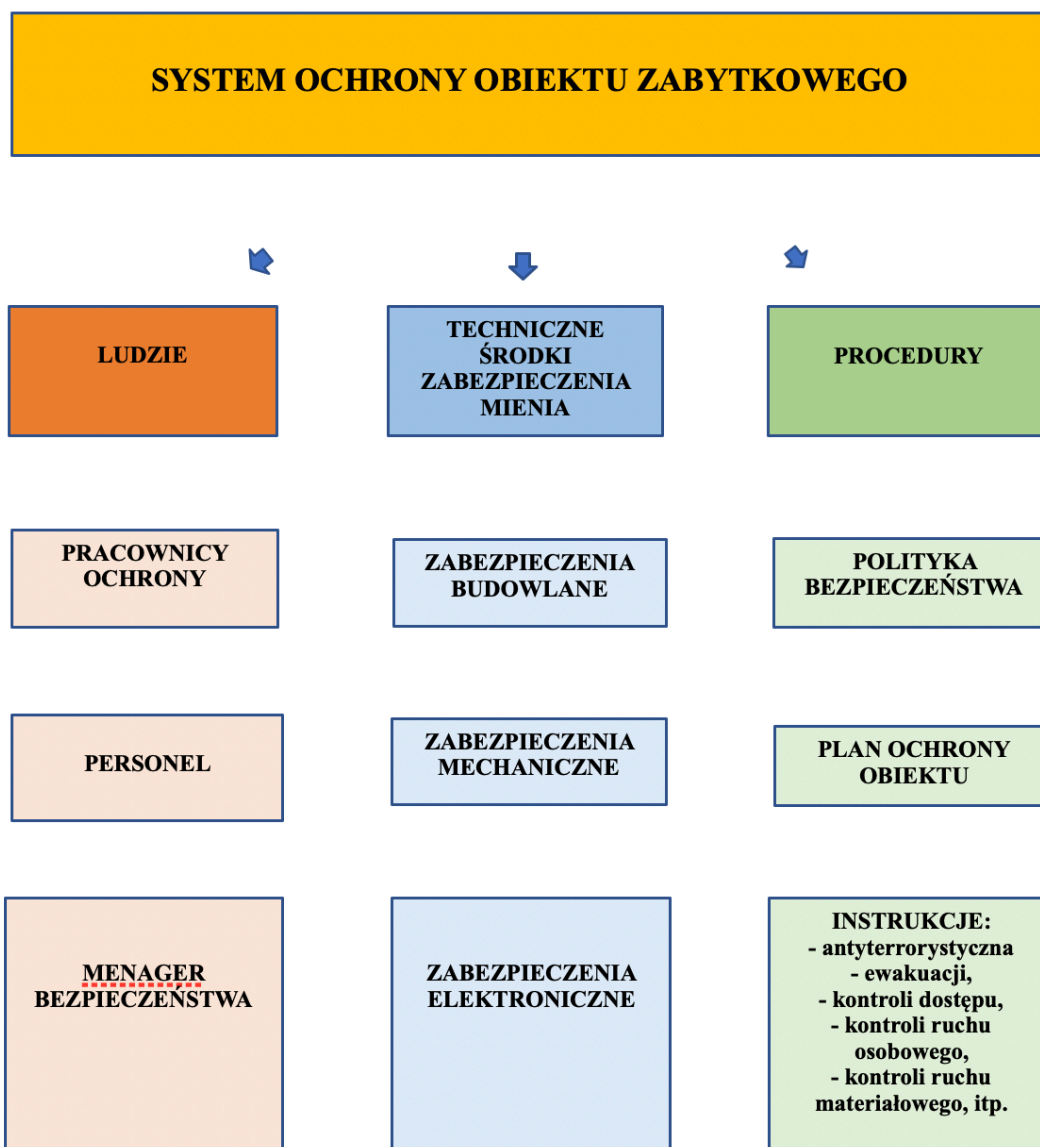 SYSTEM OCHRONY OBIEKTU ZABYTKOWEGO
LUDZIE
TECHNICZNE
ŚRODKI
ZABEZPIECZENIA
MIENIA
PROCEDURY
PRACOWNICY
OCHRONY
ZABEZPIECZENIA
BUDOWLANE
POLITYKA
BEZPIECZEŃSTWA
PERSONEL
ZABEZPIECZENIA
MECHANICZNE
PLAN OCHRONY
OBIEKTU
MENAGER
BEZPIECZEŃSTWA
ZABEZPIECZENIA
ELEKTRONICZNE
INSTRUKCJE:
- antyterrorystyczna
- ewakuacji,
- kontroli dostępu,
- kontroli ruchu
osobowego,
- kontroli ruchu
materiałowego, itp.